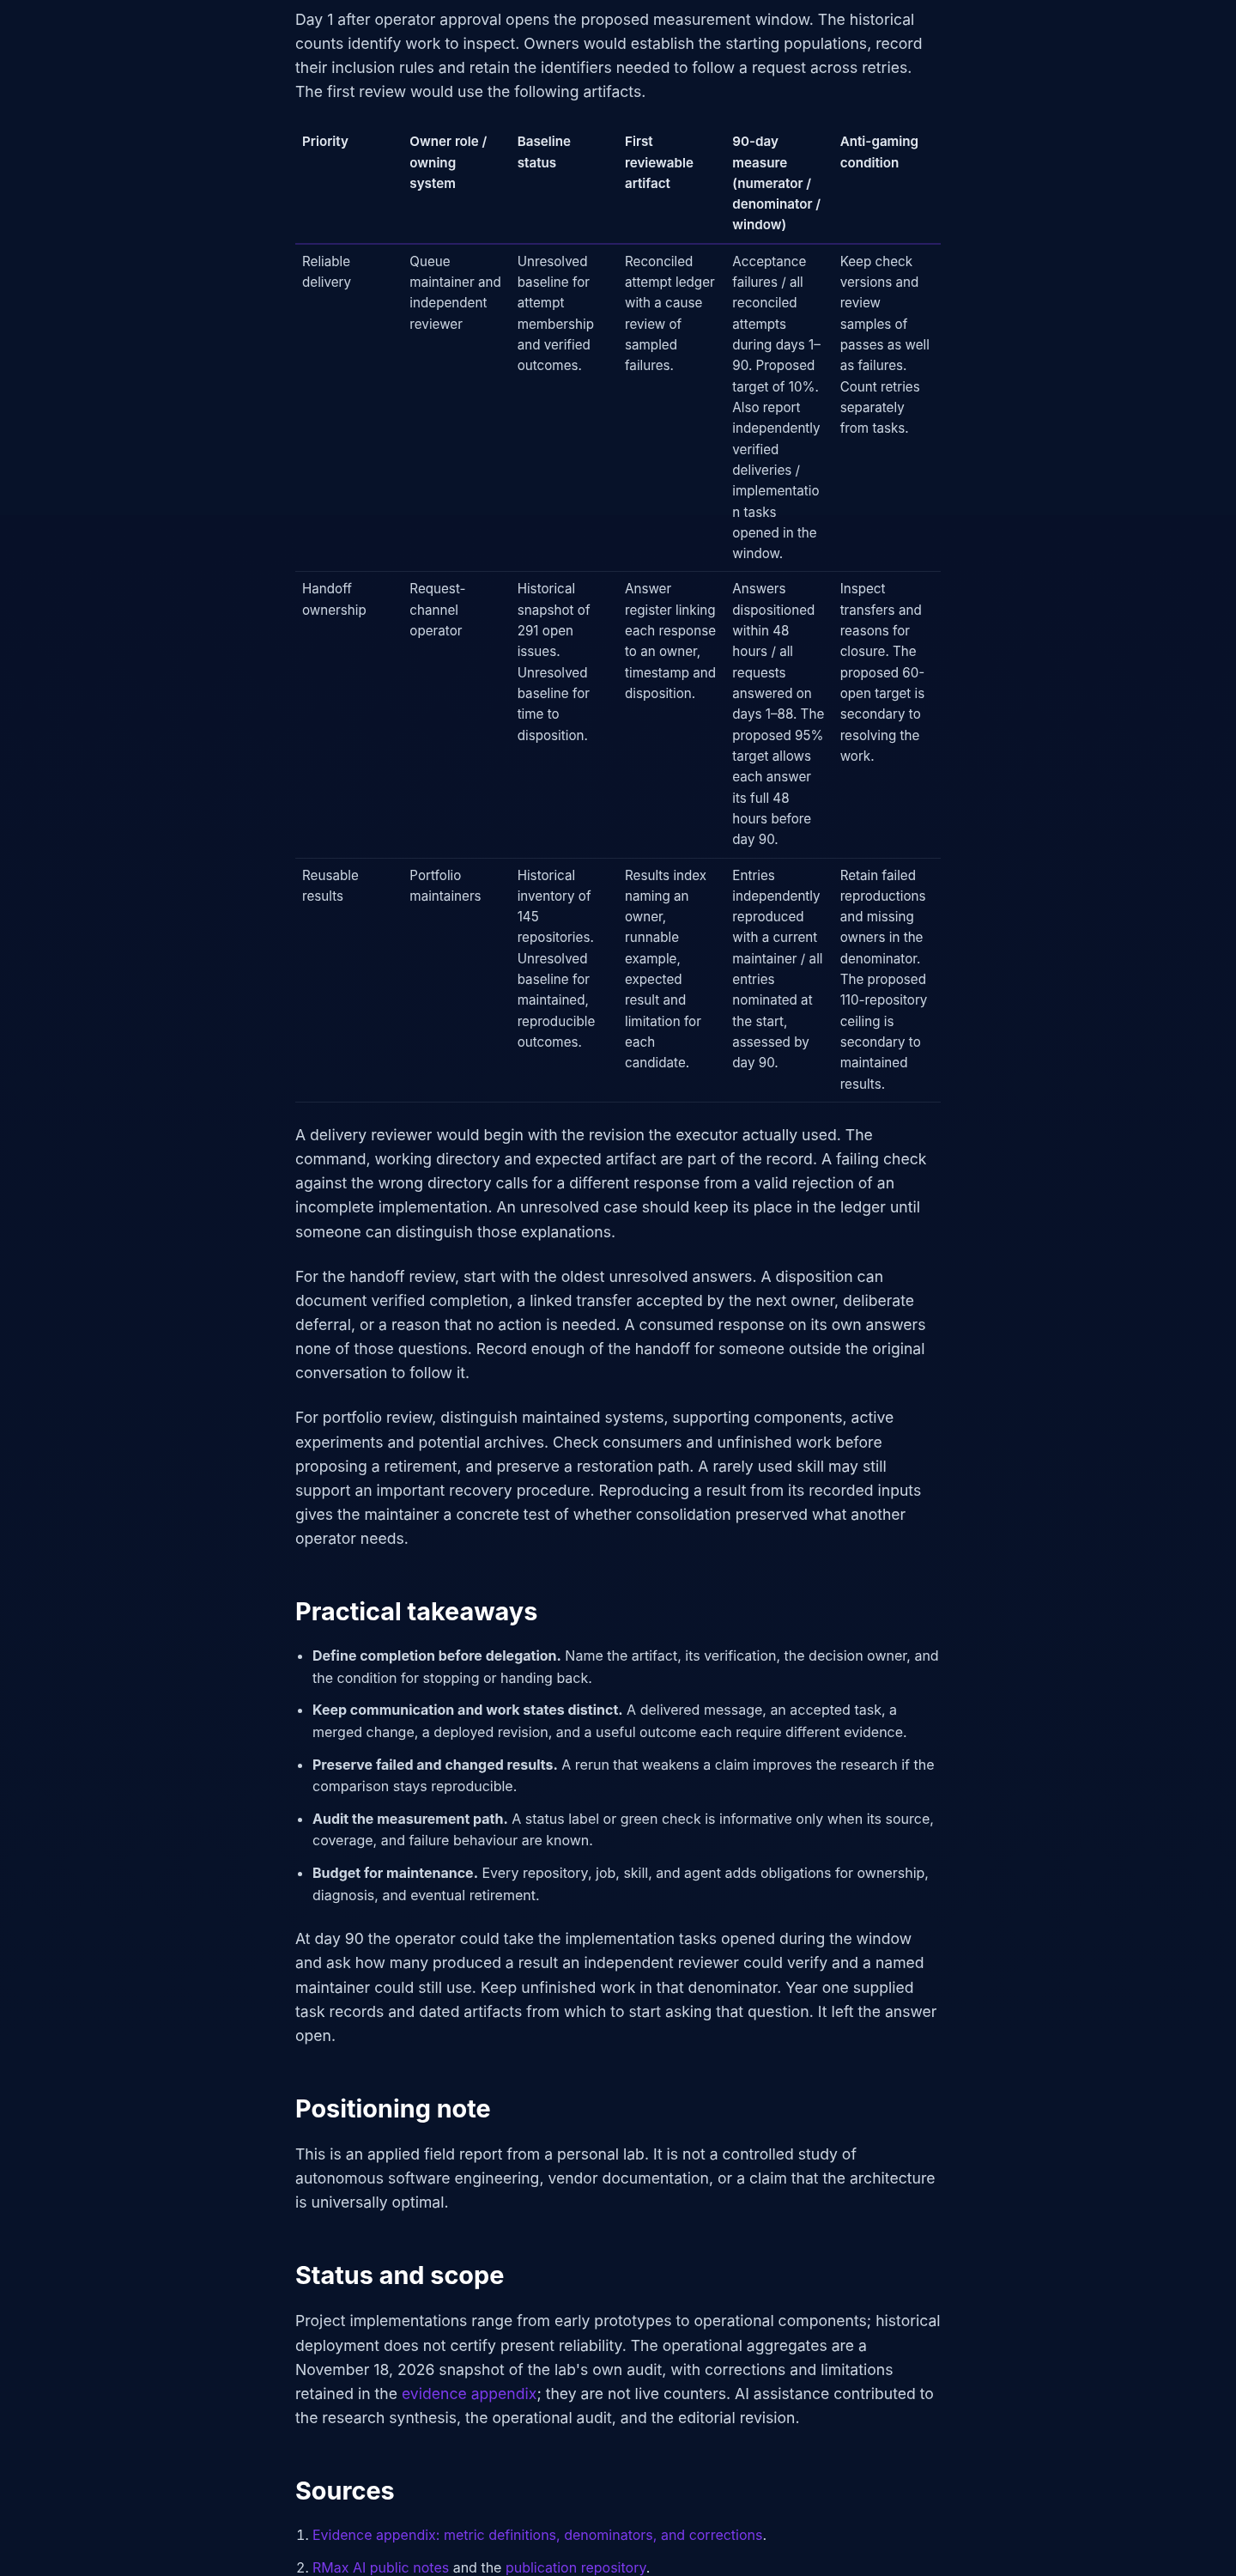 Day 1 after operator approval opens the proposed measurement window. The historical
counts identify work to inspect. Owners would establish the starting populations, record
their inclusion rules and retain the identifiers needed to follow a request across retries.
The first review would use the following artifacts.
Priority
Owner role /
owning
system
Baseline
status
First
reviewable
artifact
90-day
measure
(numerator /
denominator /
window)
Anti-gaming
condition
Reliable
delivery
Queue
maintainer and
independent
reviewer
Unresolved
baseline for
attempt
membership
and verified
outcomes.
Reconciled
attempt ledger
with a cause
review of
sampled
failures.
Acceptance
failures / all
reconciled
attempts
during days 1–
90. Proposed
target of 10%.
Also report
independently
verified
deliveries /
implementatio
n tasks
opened in the
window.
Keep check
versions and
review
samples of
passes as well
as failures.
Count retries
separately
from tasks.
Handoff
ownership
Request-
channel
operator
Historical
snapshot of
291 open
issues.
Unresolved
baseline for
time to
disposition.
Answer
register linking
each response
to an owner,
timestamp and
disposition.
Answers
dispositioned
within 48
hours / all
requests
answered on
days 1–88. The
proposed 95%
target allows
each answer
its full 48
hours before
day 90.
Inspect
transfers and
reasons for
closure. The
proposed 60-
open target is
secondary to
resolving the
work.
Reusable
results
Portfolio
maintainers
Historical
inventory of
145
repositories.
Unresolved
baseline for
maintained,
reproducible
outcomes.
Results index
naming an
owner,
runnable
example,
expected
result and
limitation for
each
candidate.
Entries
independently
reproduced
with a current
maintainer / all
entries
nominated at
the start,
assessed by
day 90.
Retain failed
reproductions
and missing
owners in the
denominator.
The proposed
110-repository
ceiling is
secondary to
maintained
results.
A delivery reviewer would begin with the revision the executor actually used. The
command, working directory and expected artifact are part of the record. A failing check
against the wrong directory calls for a different response from a valid rejection of an
incomplete implementation. An unresolved case should keep its place in the ledger until
someone can distinguish those explanations.
For the handoff review, start with the oldest unresolved answers. A disposition can
document verified completion, a linked transfer accepted by the next owner, deliberate
deferral, or a reason that no action is needed. A consumed response on its own answers
none of those questions. Record enough of the handoff for someone outside the original
conversation to follow it.
For portfolio review, distinguish maintained systems, supporting components, active
experiments and potential archives. Check consumers and unfinished work before
proposing a retirement, and preserve a restoration path. A rarely used skill may still
support an important recovery procedure. Reproducing a result from its recorded inputs
gives the maintainer a concrete test of whether consolidation preserved what another
operator needs.
Practical takeaways
• Define completion before delegation. Name the artifact, its verification, the decision owner, and
the condition for stopping or handing back.
• Keep communication and work states distinct. A delivered message, an accepted task, a
merged change, a deployed revision, and a useful outcome each require different evidence.
• Preserve failed and changed results. A rerun that weakens a claim improves the research if the
comparison stays reproducible.
• Audit the measurement path. A status label or green check is informative only when its source,
coverage, and failure behaviour are known.
• Budget for maintenance. Every repository, job, skill, and agent adds obligations for ownership,
diagnosis, and eventual retirement.
At day 90 the operator could take the implementation tasks opened during the window
and ask how many produced a result an independent reviewer could verify and a named
maintainer could still use. Keep unfinished work in that denominator. Year one supplied
task records and dated artifacts from which to start asking that question. It left the answer
open.
Positioning note
This is an applied field report from a personal lab. It is not a controlled study of
autonomous software engineering, vendor documentation, or a claim that the architecture
is universally optimal.
Status and scope
Project implementations range from early prototypes to operational components; historical
deployment does not certify present reliability. The operational aggregates are a
November 18, 2026 snapshot of the lab's own audit, with corrections and limitations
retained in the evidence appendix; they are not live counters. AI assistance contributed to
the research synthesis, the operational audit, and the editorial revision.
Sources
1. Evidence appendix: metric definitions, denominators, and corrections.
2. RMax AI public notes and the publication repository.